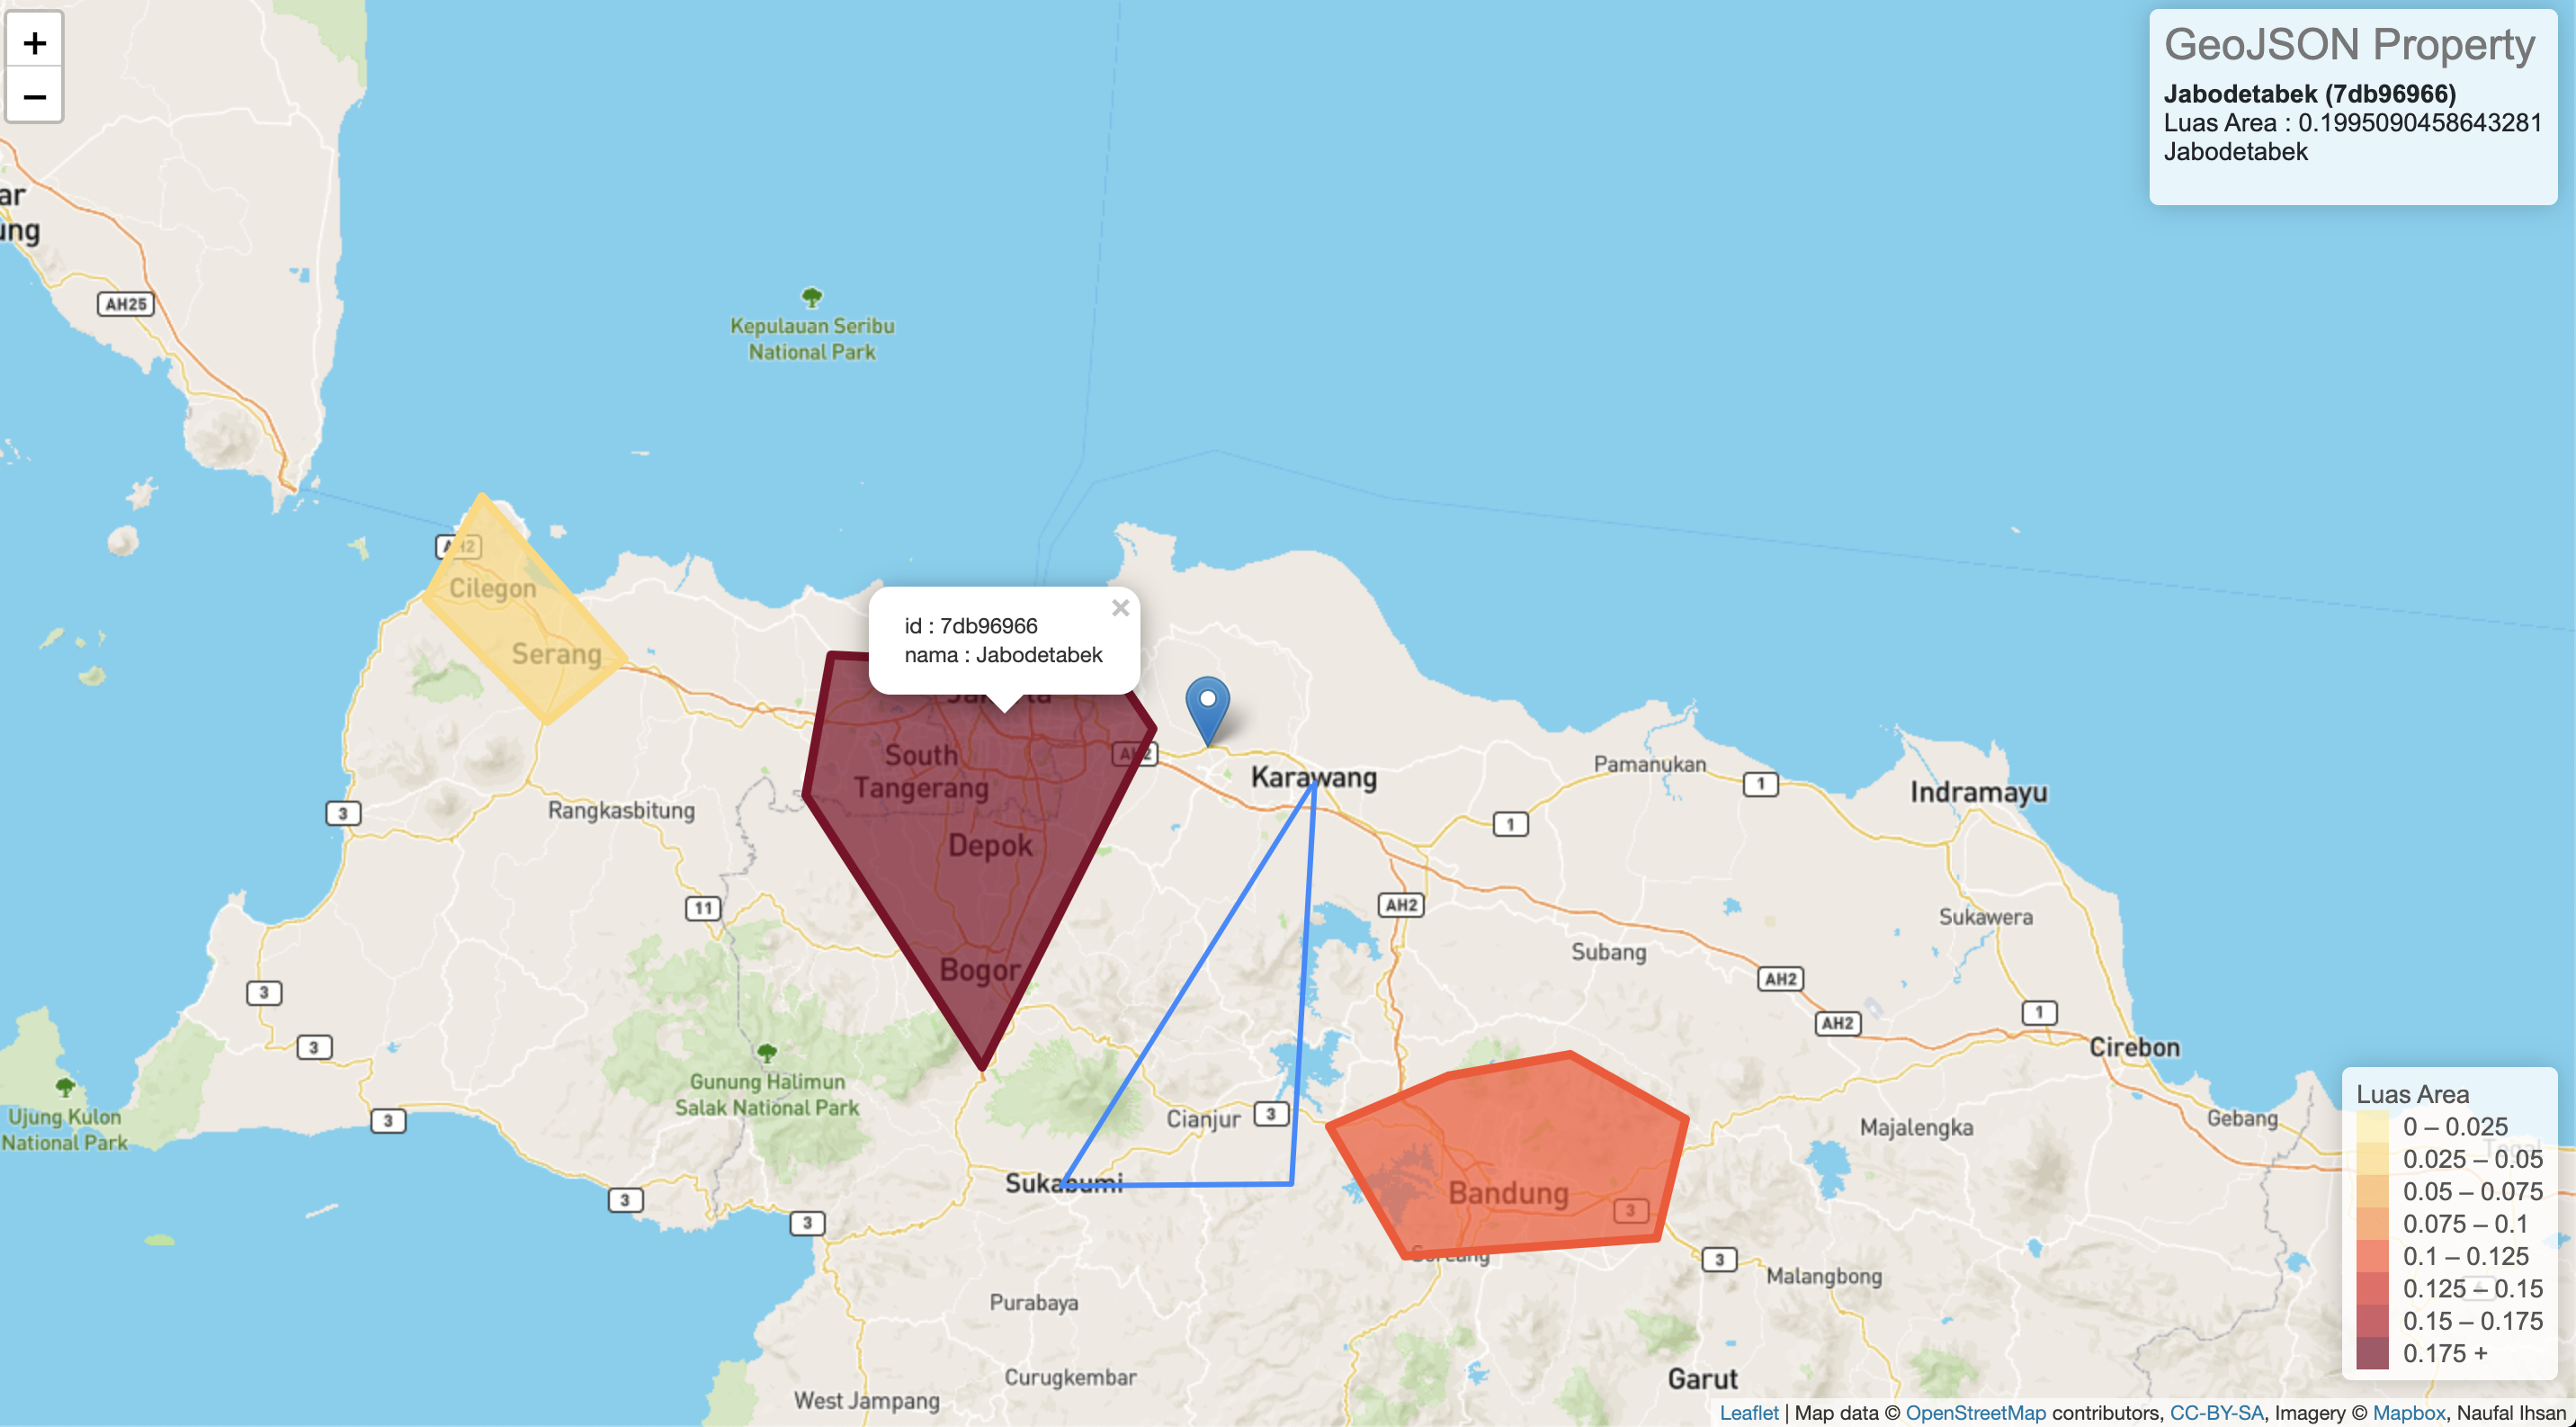 +
−
GeoJSON Property
Jabodetabek (7db96966)
Luas Area : 0.1995090458643281
Jabodetabek
ar
ung
AH25
Kepulauan Seribu
National Park
AH2
Cilegon
Serang
×
id : 7db96966
nama : Jabodetabek
South
Tangerang
AH2
Karawang
Depok
Bogor
Rangkasbitung
3
11
Pamanukan
1
1
Indramayu
AH2
Sukawera
Subang
AH2
AH2
1
Cirebon
3
3
3
Ujung Kulon
National Park
Gunung Halimun
Salak National Park
Cianjur
3
Sukabumi
3
3
Bandung
3
Soreang
3
Majalengka
Gebang
Malangbong
Purabaya
Curugkembar
West Jampang
Garut
Luas Area
0 – 0.025
0.025 – 0.05
0.05 – 0.075
0.075 – 0.1
0.1 – 0.125
0.125 – 0.15
0.15 – 0.175
0.175 +
Leaflet | Map data © OpenStreetMap contributors, CC-BY-SA, Imagery © Mapbox, Naufal Ihsan